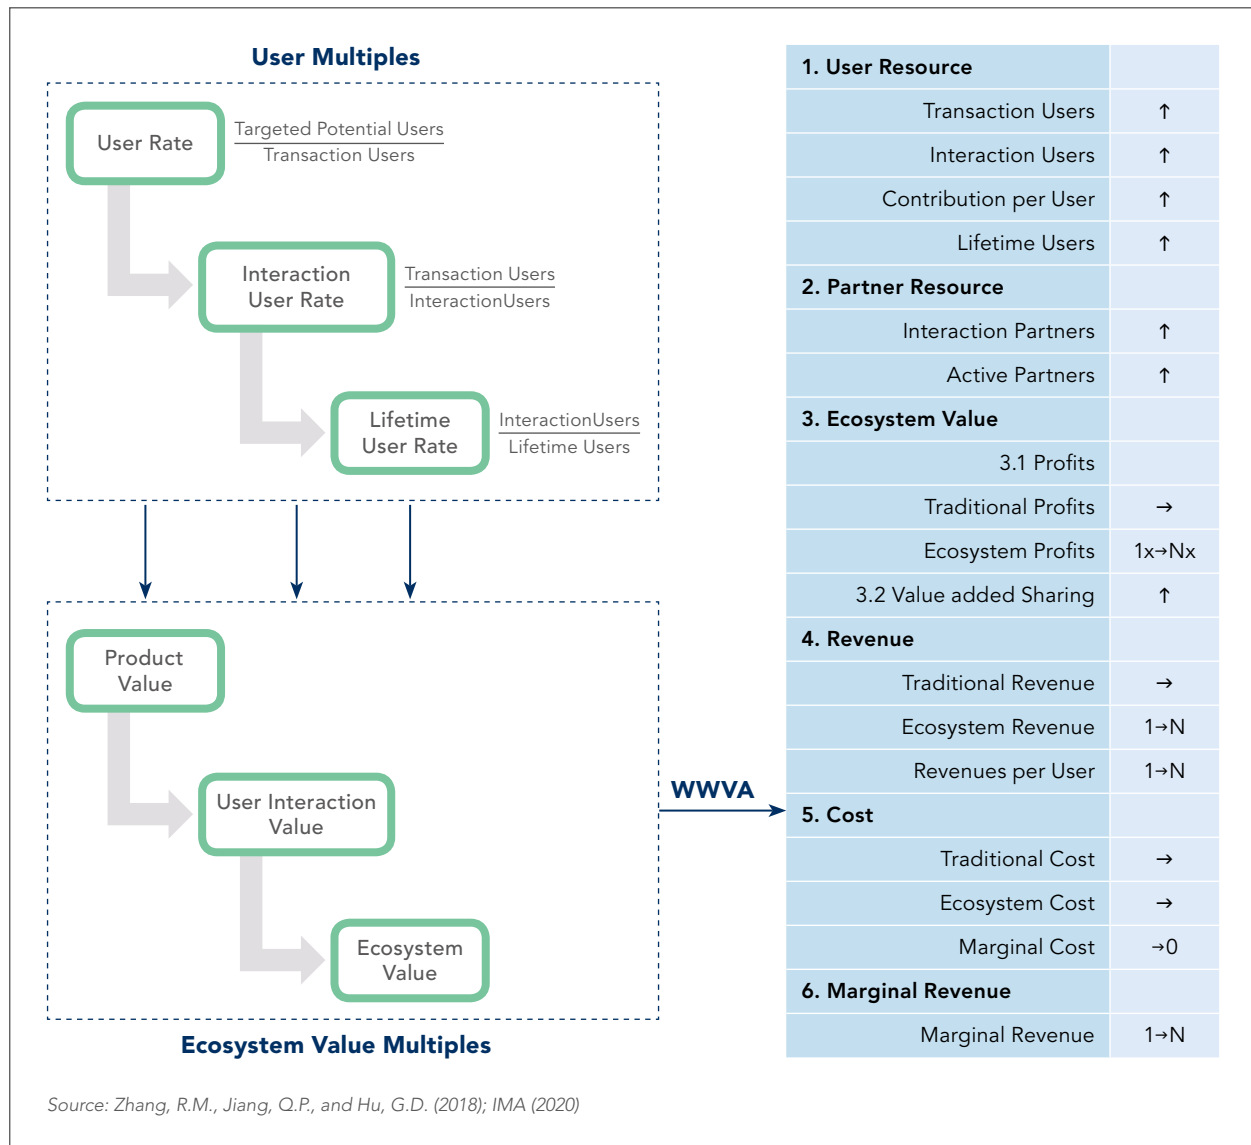 User Multiples
User Rate
Targeted Potential Users
Transaction Users
Interaction
User Rate
Transaction Users
InteractionUsers
Lifetime
User Rate
InteractionUsers
Lifetime Users
Product
Value
User Interaction
Value
Ecosystem
Value
Ecosystem Value Multiples
WWVA
1. User Resource
Transaction Users ↑
Interaction Users ↑
Contribution per User ↑
Lifetime Users ↑
2. Partner Resource
Interaction Partners ↑
Active Partners ↑
3. Ecosystem Value
3.1 Profits
Traditional Profits →
Ecosystem Profits 1x→Nx
3.2 Value added Sharing ↑
4. Revenue
Traditional Revenue →
Ecosystem Revenue 1→N
Revenues per User 1→N
5. Cost
Traditional Cost →
Ecosystem Cost →
Marginal Cost →0
6. Marginal Revenue
Marginal Revenue 1→N
Source: Zhang, R.M., Jiang, Q.P., and Hu, G.D. (2018); IMA (2020)